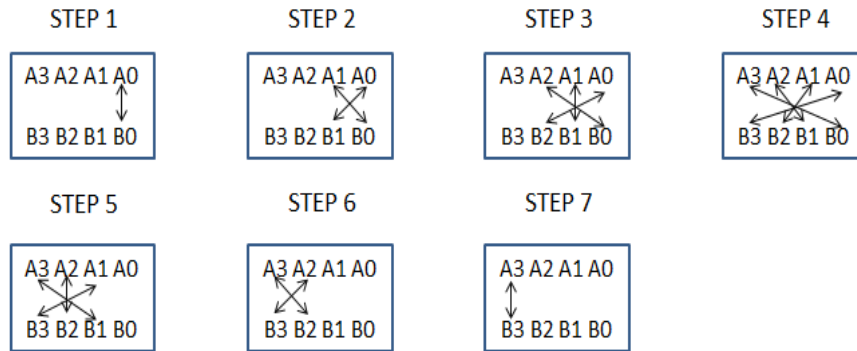 STEP 1
STEP 2
STEP 3
STEP 4
A3 A2 A1 A0
A3 A2 A1 A0
A3 A2 A1 A0
A3 A2 A1 A0
B3 B2 B1 B0
B3 B2 B1 B0
B3 B2 B1 B0
B3 B2 B1 B0
STEP 5
STEP 6
STEP 7
A3 A2 A1 A0
A3 A2 A1 A0
A3 A2 A1 A0
B3 B2 B1 B0
B3 B2 B1 B0
B3 B2 B1 B0